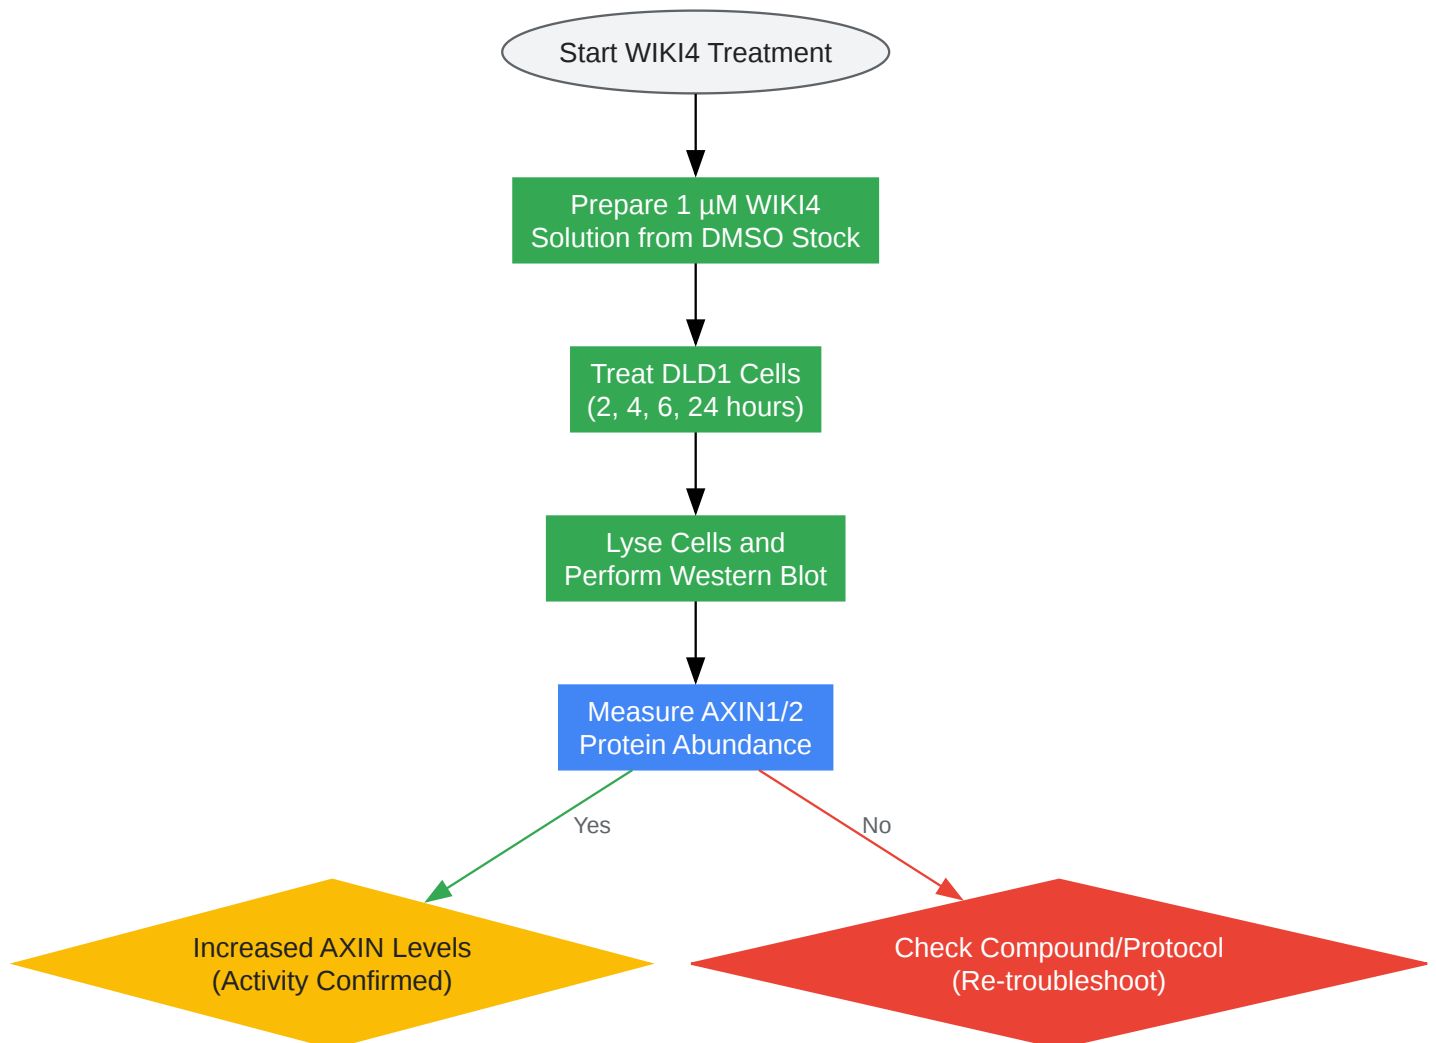 Start WIKI4 Treatment
Prepare 1 µM WIKI4
Solution from DMSO Stock
Treat DLD1 Cells
(2, 4, 6, 24 hours)
Lyse Cells and
Perform Western Blot
Measure AXIN1/2
Protein Abundance
Yes
No
Increased AXIN Levels
(Activity Confirmed)
Check Compound/Protocol
(Re-troubleshoot)